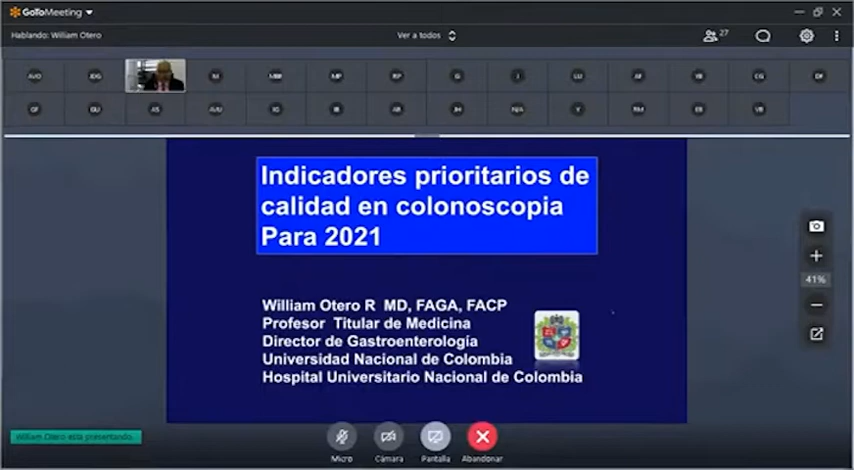 GoToMeeting
Hablando: William Otero
Ver a todos
27
Indicadores prioritarios de
calidad en colonoscopia
Para 2021
William Otero R MD, FAGA, FACP
Profesor Titular de Medicina
Director de Gastroenterología
Universidad Nacional de Colombia
Hospital Universitario Nacional de Colombia
41%
William Otero está presentando...
Micro
Cámara
Pantalla
Abandonar